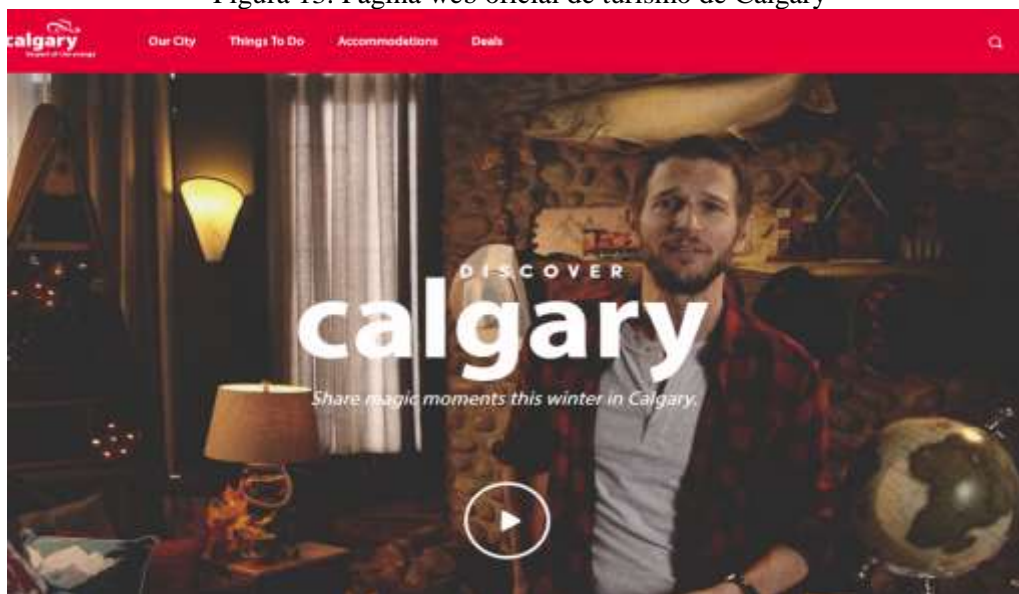 Figura 13. Página web oficial de turismo de Calgary
calgary
Our City Things To Do Accommodations Deals
DISCOVER
calgary
Share magic moments this winter in Calgary.